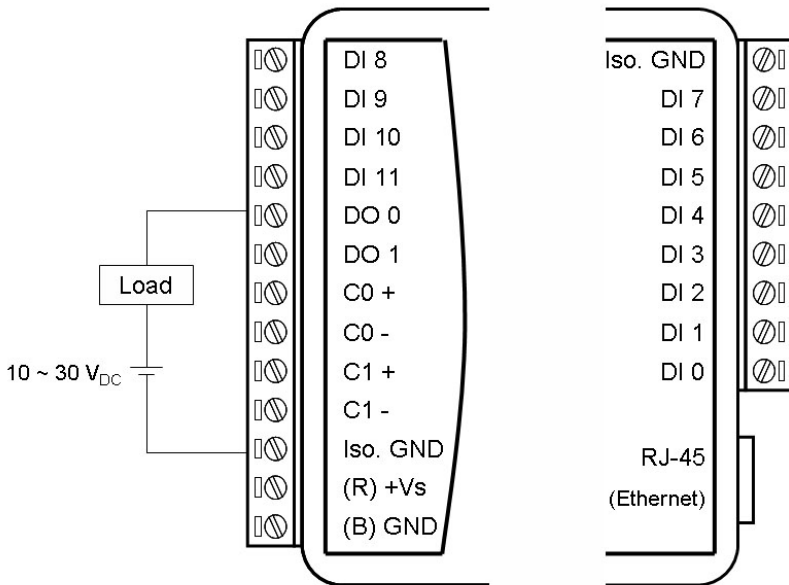 DI 8
DI 9
DI 10
DI 11
DO 0
DO 1
C0 +
C0 -
C1 +
C1 -
Iso. GND
(R) +Vs
(B) GND
Load
10 ~ 30 VDC
Iso. GND
DI 7
DI 6
DI 5
DI 4
DI 3
DI 2
DI 1
DI 0
RJ-45
(Ethernet)